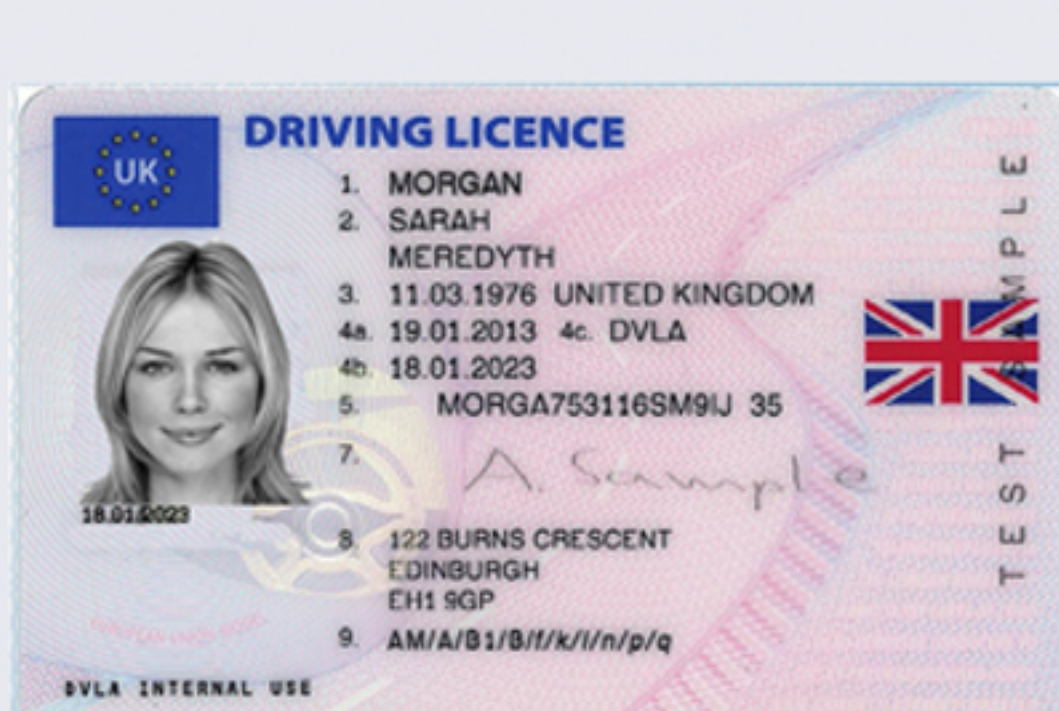 UK
DRIVING LICENCE
1. MORGAN
2. SARAH
MEREDYTH
3. 11.03.1976 UNITED KINGDOM
4a. 19.01.2013 4c. DVLA
4b. 18.01.2023
5. MORGA753116SM9IJ 35
7. A. Sample
18.01.2023
8. 122 BURNS CRESCENT
EDINBURGH
EH1 9GP
9. AM/A/B1/B/f/k/l/n/p/q
DVLA INTERNAL USE
TEST SAMPLE